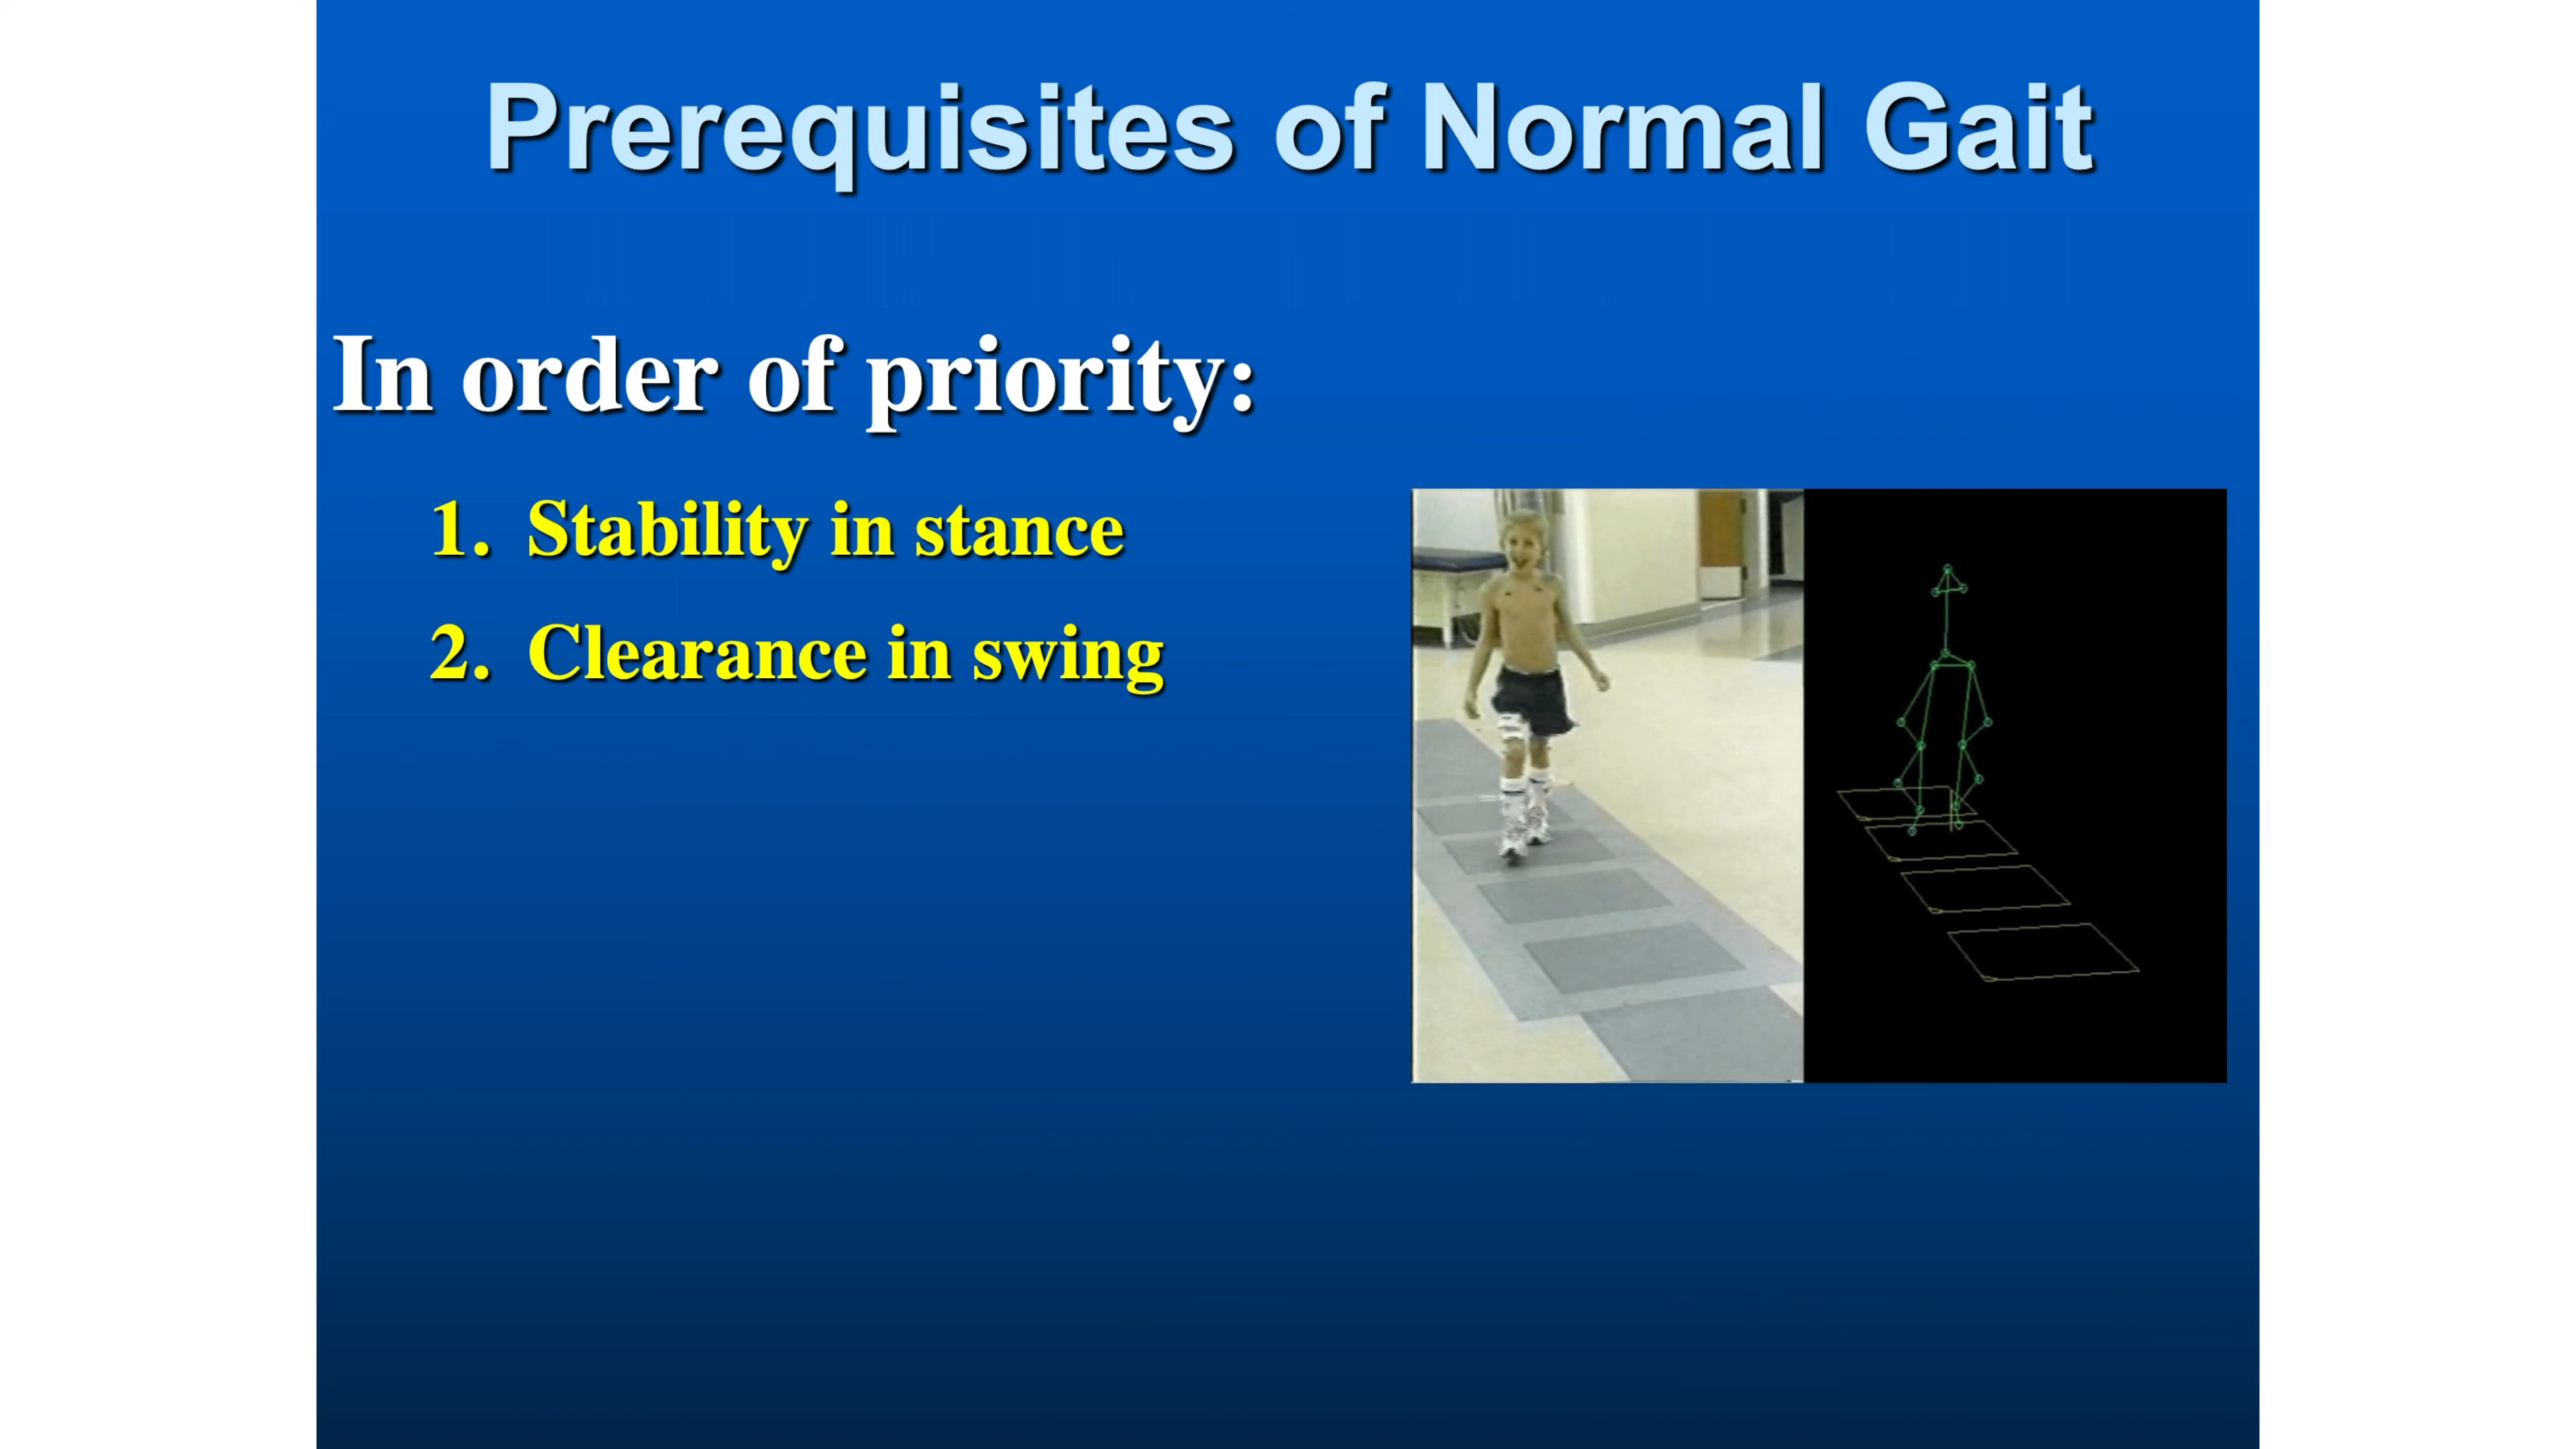 Prerequisites of Normal Gait
In order of priority:
1. Stability in stance
2. Clearance in swing